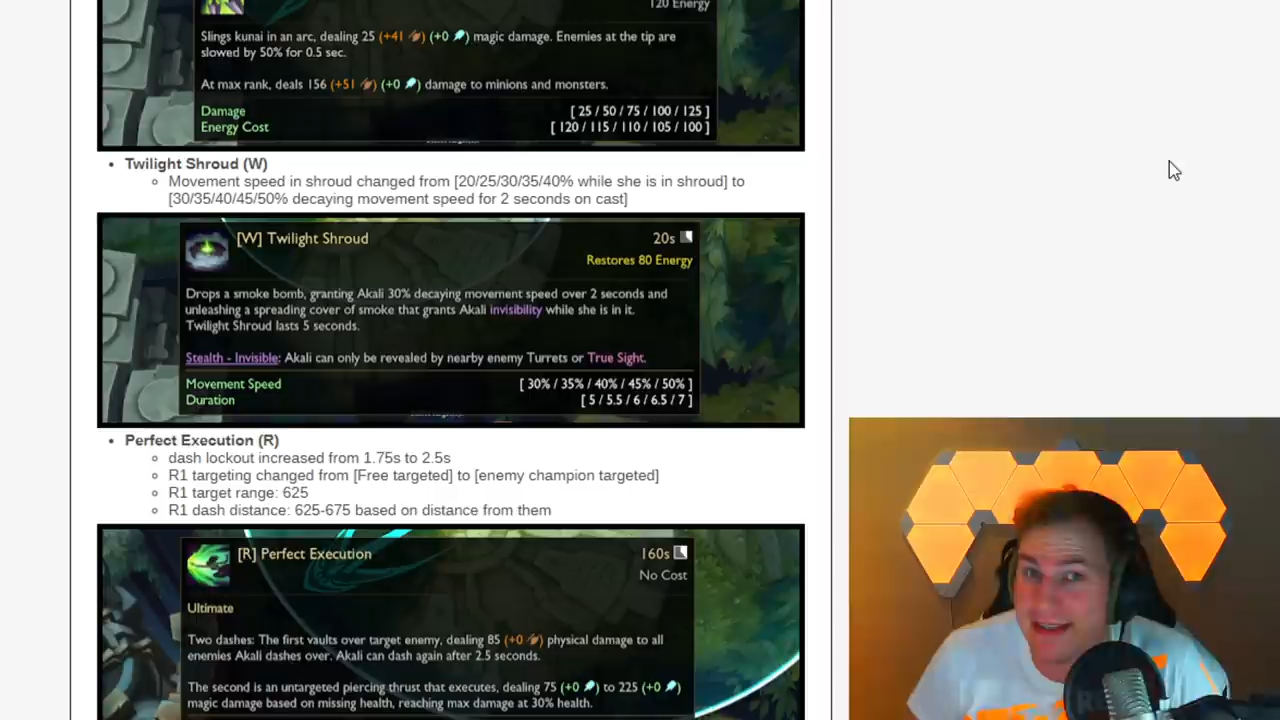 120 Energy
Slings kunai in an arc, dealing 25 (+41) (+0) magic damage. Enemies at the tip are
slowed by 50% for 0.5 sec.
At max rank, deals 156 (+51) (+0) damage to minions and monsters.
Damage [ 25 / 50 / 75 / 100 / 125 ]
Energy Cost [ 120 / 115 / 110 / 105 / 100 ]
• Twilight Shroud (W)
○ Movement speed in shroud changed from [20/25/30/35/40% while she is in shroud] to
[30/35/40/45/50% decaying movement speed for 2 seconds on cast]
[W] Twilight Shroud 20s
Restores 80 Energy
Drops a smoke bomb, granting Akali 30% decaying movement speed over 2 seconds and
unleashing a spreading cover of smoke that grants Akali invisibility while she is in it.
Twilight Shroud lasts 5 seconds.
Stealth - Invisible: Akali can only be revealed by nearby enemy Turrets or True Sight.
Movement Speed [ 30% / 35% / 40% / 45% / 50% ]
Duration [ 5 / 5.5 / 6 / 6.5 / 7 ]
• Perfect Execution (R)
○ dash lockout increased from 1.75s to 2.5s
○ R1 targeting changed from [Free targeted] to [enemy champion targeted]
○ R1 target range: 625
○ R1 dash distance: 625-675 based on distance from them
[R] Perfect Execution 160s
No Cost
Ultimate
Two dashes: The first vaults over target enemy, dealing 85 (+0) physical damage to all
enemies Akali dashes over. Akali can dash again after 2.5 seconds.
The second is an untargeted piercing thrust that executes, dealing 75 (+0) to 225 (+0)
magic damage based on missing health, reaching max damage at 30% health.